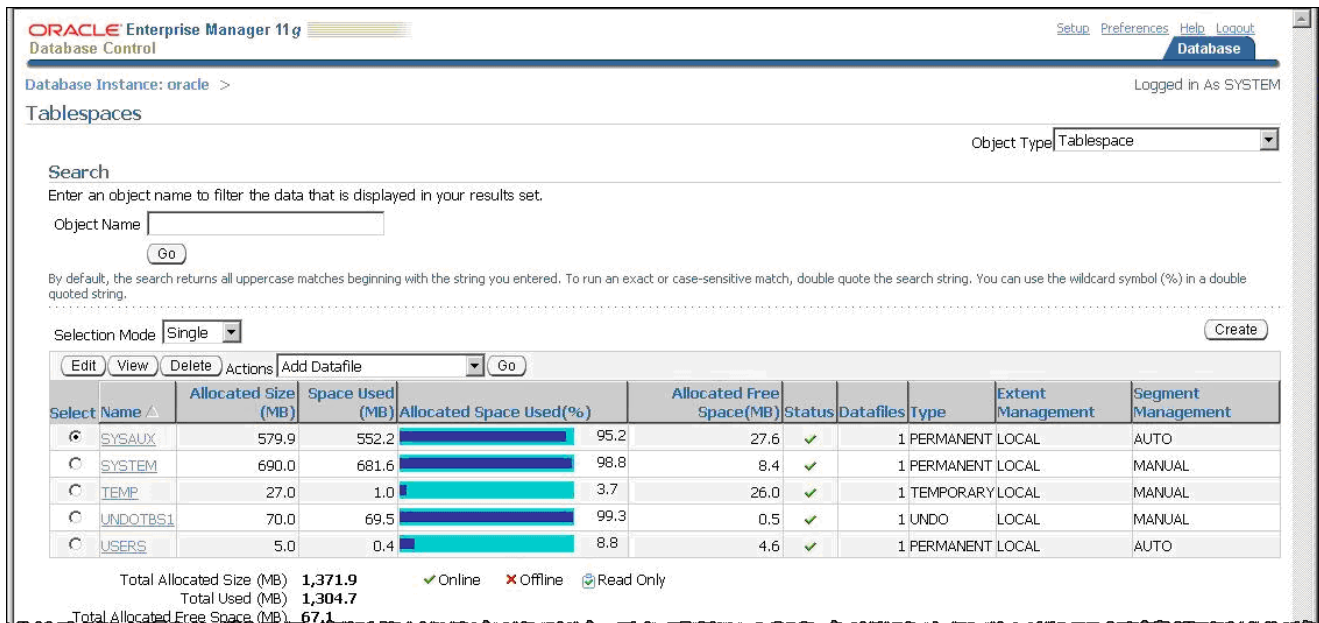 ORACLE Enterprise Manager 11g
Database Control
Setup Preferences Help Logout
Database
Database Instance: oracle >
Logged in As SYSTEM
Tablespaces
Object Type Tablespace
Search
Enter an object name to filter the data that is displayed in your results set.
Object Name
Go
By default, the search returns all uppercase matches beginning with the string you entered. To run an exact or case-sensitive match, double quote the search string. You can use the wildcard symbol (%) in a double
quoted string.
Selection Mode Single
Create
Edit View Delete Actions Add Datafile Go
Select Name Allocated Size (MB) Space Used (MB) Allocated Space Used(%) Allocated Free Space(MB) Status Datafiles Type Extent Management Segment Management
SYSAUX 579.9 552.2 95.2 27.6 1 PERMANENT LOCAL AUTO
SYSTEM 690.0 681.6 98.8 8.4 1 PERMANENT LOCAL MANUAL
TEMP 27.0 1.0 3.7 26.0 1 TEMPORARY LOCAL MANUAL
UNDOTBS1 70.0 69.5 99.3 0.5 1 UNDO LOCAL MANUAL
USERS 5.0 0.4 8.8 4.6 1 PERMANENT LOCAL AUTO
Total Allocated Size (MB) 1,371.9 Online Offline Read Only
Total Used (MB) 1,304.7
Total Allocated Free Space (MB) 67.1